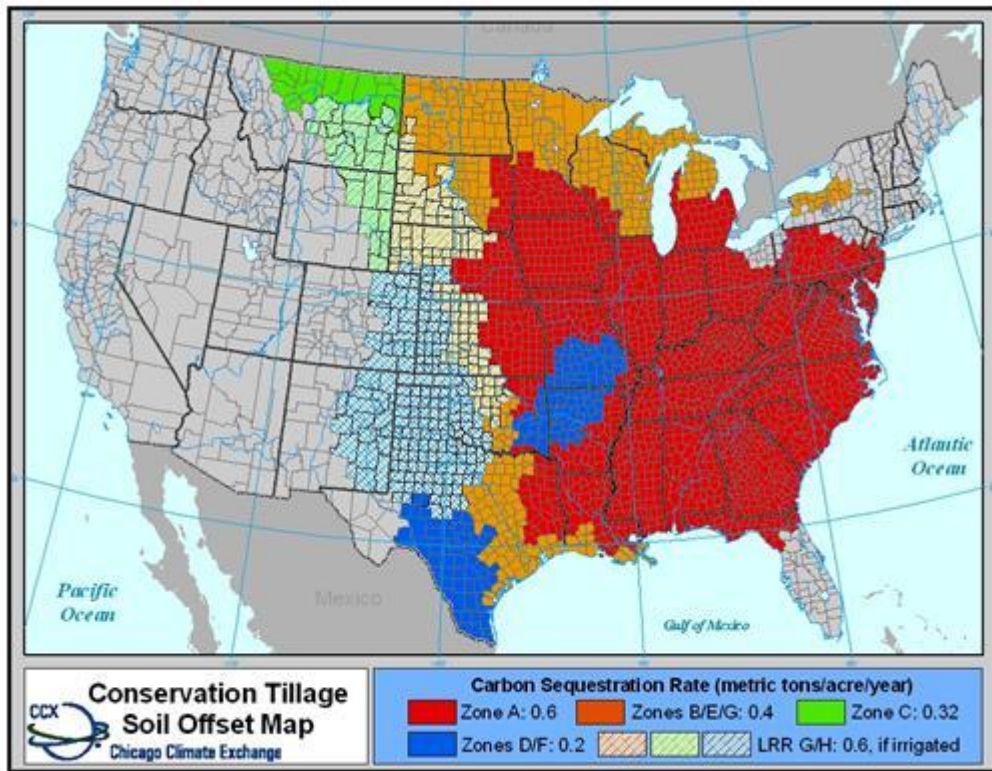 Canada
Atlantic
Ocean
Pacific
Ocean
Mexico
Gulf of Mexico
CCX
Conservation Tillage
Soil Offset Map
Chicago Climate Exchange
Carbon Sequestration Rate (metric tons/acre/year)
Zone A: 0.6 Zones B/E/G: 0.4 Zone C: 0.32
Zones D/F: 0.2 LRR G/H: 0.6, if irrigated